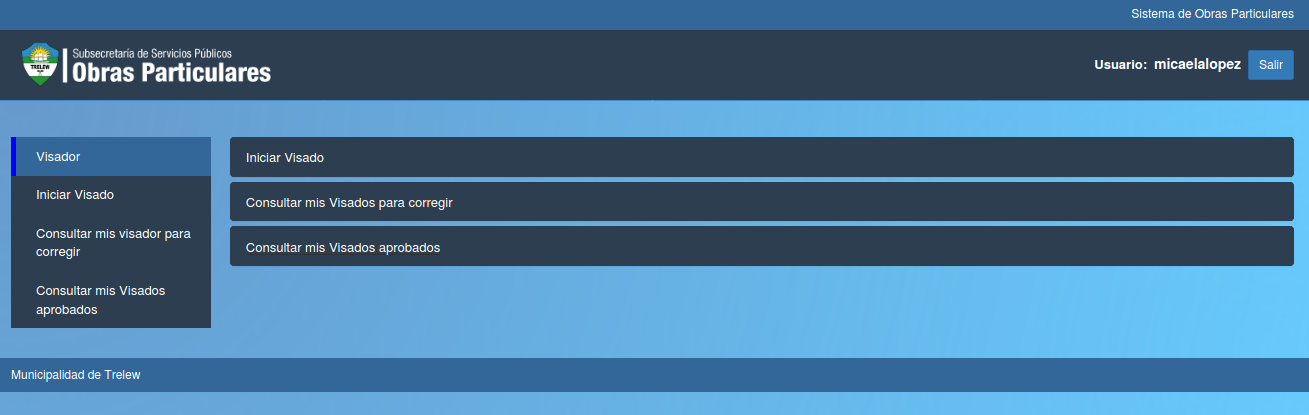 Sistema de Obras Particulares
TRELEW
Subsecretaría de Servicios Públicos
Obras Particulares
Usuario: micaelalopez Salir
Visador
Iniciar Visado
Consultar mis visador para
corregir
Consultar mis Visados
aprobados
Iniciar Visado
Consultar mis Visados para corregir
Consultar mis Visados aprobados
Municipalidad de Trelew